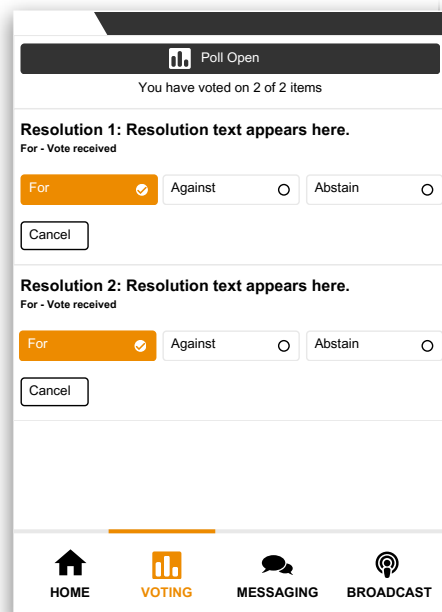 Poll Open
You have voted on 2 of 2 items
Resolution 1: Resolution text appears here.
For - Vote received
For Against Abstain
Cancel
Resolution 2: Resolution text appears here.
For - Vote received
For Against Abstain
Cancel
HOME VOTING MESSAGING BROADCAST